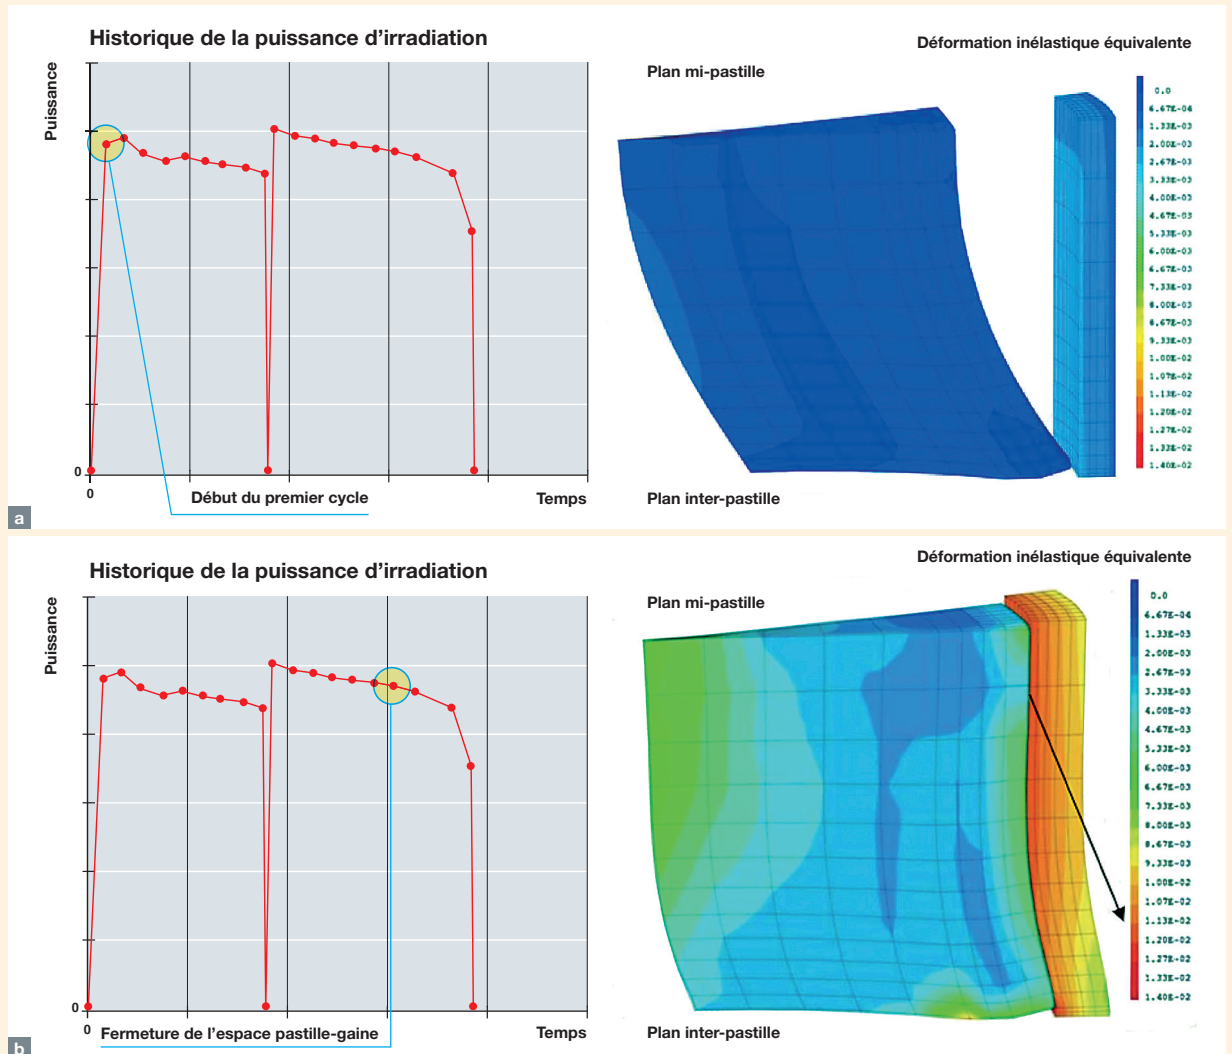 Historique de la puissance d'irradiation
Puissance
0
0
Début du premier cycle
Temps
Déformation inélastique équivalente
Plan mi-pastille
0.0
6.67E-04
1.33E-03
2.00E-03
2.67E-03
3.33E-03
4.00E-03
4.67E-03
5.33E-03
6.00E-03
6.67E-03
7.33E-03
8.00E-03
8.67E-03
9.33E-03
1.00E-02
1.07E-02
1.13E-02
1.20E-02
1.27E-02
1.33E-02
1.40E-02
Plan inter-pastille
a
Historique de la puissance d'irradiation
Puissance
0
0
Fermeture de l'espace pastille-gaine
Temps
Déformation inélastique équivalente
Plan mi-pastille
0.0
6.67E-04
1.33E-03
2.00E-03
2.67E-03
3.33E-03
4.00E-03
4.67E-03
5.33E-03
6.00E-03
6.67E-03
7.33E-03
8.00E-03
8.67E-03
9.33E-03
1.00E-02
1.07E-02
1.13E-02
1.20E-02
1.27E-02
1.33E-02
1.40E-02
Plan inter-pastille
b